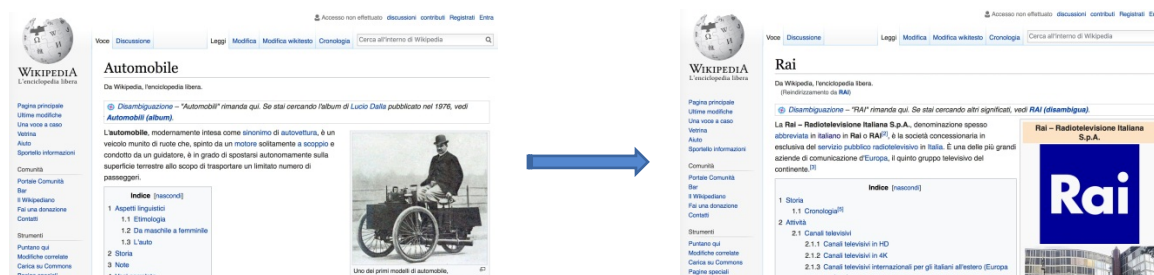 Accesso non effettuato discussioni contributi Registrati Entra
Voce Discussione Leggi Modifica Modifica wikitesto Cronologia Cerca all'interno di Wikipedia
WIKIPEDIA
L'enciclopedia libera
Pagina principale
Ultime modifiche
Una voce a caso
Vetrina
Aiuto
Sportello informazioni
Comunità
Portale Comunità
Bar
Il Wikipediano
Fai una donazione
Contatti
Strumenti
Puntano qui
Modifiche correlate
Carica su Commons
Pagine speciali
Automobile
Da Wikipedia, l'enciclopedia libera.
Disambiguazione – "Automobili" rimanda qui. Se stai cercando l'album di Lucio Dalla pubblicato nel 1976, vedi
Automobili (album).
L'automobile, modernamente intesa come sinonimo di autovettura, è un
veicolo munito di ruote che, spinto da un motore solitamente a scoppio e
condotto da un guidatore, è in grado di spostarsi autonomamente sulla
superficie terrestre allo scopo di trasportare un limitato numero di
passeggeri.
Indice [nascondi]
1 Aspetti linguistici
1.1 Etimologia
1.2 Da maschile a femminile
1.3 L'auto
2 Storia
3 Note
Uno dei primi modelli di automobile,
Accesso non effettuato discussioni contributi Registrati
Voce Discussione Leggi Modifica Modifica wikitesto Cronologia Cerca all'interno di Wikipedia
WIKIPEDIA
L'enciclopedia libera
Pagina principale
Ultime modifiche
Una voce a caso
Vetrina
Aiuto
Sportello informazioni
Comunità
Portale Comunità
Bar
Il Wikipediano
Fai una donazione
Contatti
Strumenti
Puntano qui
Modifiche correlate
Carica su Commons
Pagine speciali
Rai
Da Wikipedia, l'enciclopedia libera.
(Reindirizzamento da RAI)
Disambiguazione – "RAI" rimanda qui. Se stai cercando altri significati, vedi RAI (disambigua).
La Rai – Radiotelevisione Italiana S.p.A., denominazione spesso
abbreviata in italiano in Rai o RAI[2], è la società concessionaria in
esclusiva del servizio pubblico radiotelevisivo in Italia. È una delle più grandi
aziende di comunicazione d'Europa, il quinto gruppo televisivo del
continente.[3]
Indice [nascondi]
1 Storia
1.1 Cronologia[5]
2 Attività
2.1 Canali televisivi
2.1.1 Canali televisivi in HD
2.1.2 Canali televisivi in 4K
2.1.3 Canali televisivi internazionali per gli italiani all'estero (Europa
Rai – Radiotelevisione Italiana
S.p.A.
Rai